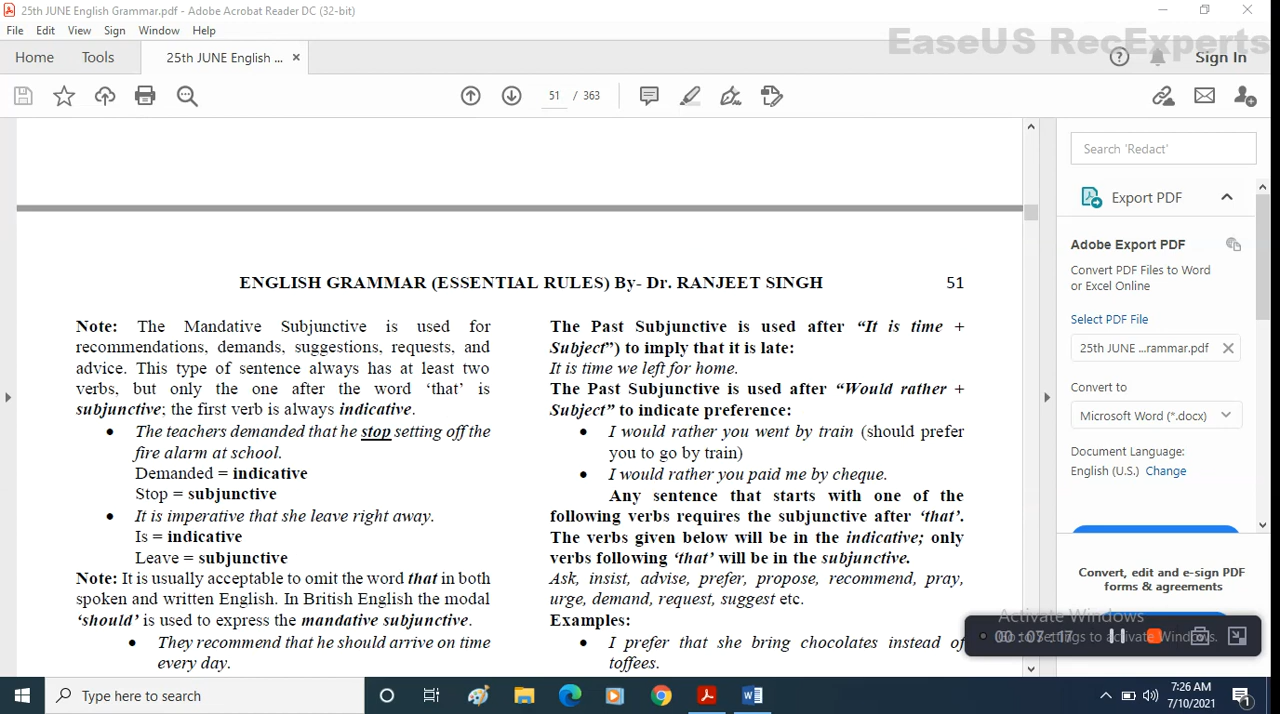 25th JUNE English Grammar.pdf - Adobe Acrobat Reader DC (32-bit)
File Edit View Sign Window Help
EaseUS RecExperts
Home Tools 25th JUNE English ... × Sign In
51 / 363
Search 'Redact'
Export PDF
Adobe Export PDF
Convert PDF Files to Word
or Excel Online
Select PDF File
25th JUNE ...rammar.pdf
Convert to
Microsoft Word (*.docx)
Document Language:
English (U.S.) Change
Convert, edit and e-sign PDF
forms & agreements
ENGLISH GRAMMAR (ESSENTIAL RULES) By- Dr. RANJEET SINGH 51
Note: The Mandative Subjunctive is used for
recommendations, demands, suggestions, requests, and
advice. This type of sentence always has at least two
verbs, but only the one after the word ‘that’ is
subjunctive; the first verb is always indicative.
• The teachers demanded that he stop setting off the
fire alarm at school.
Demanded = indicative
Stop = subjunctive
• It is imperative that she leave right away.
Is = indicative
Leave = subjunctive
Note: It is usually acceptable to omit the word that in both
spoken and written English. In British English the modal
‘should’ is used to express the mandative subjunctive.
• They recommend that he should arrive on time
every day.
The Past Subjunctive is used after “It is time +
Subject”) to imply that it is late:
It is time we left for home.
The Past Subjunctive is used after “Would rather +
Subject” to indicate preference:
• I would rather you went by train (should prefer
you to go by train)
• I would rather you paid me by cheque.
Any sentence that starts with one of the
following verbs requires the subjunctive after ‘that’.
The verbs given below will be in the indicative; only
verbs following ‘that’ will be in the subjunctive.
Ask, insist, advise, prefer, propose, recommend, pray,
urge, demand, request, suggest etc.
Examples:
• I prefer that she bring chocolates instead of
toffees.
Activate Windows
Go to Settings to activate Windows.
00:07:17
Type here to search
7:26 AM
7/10/2021
1